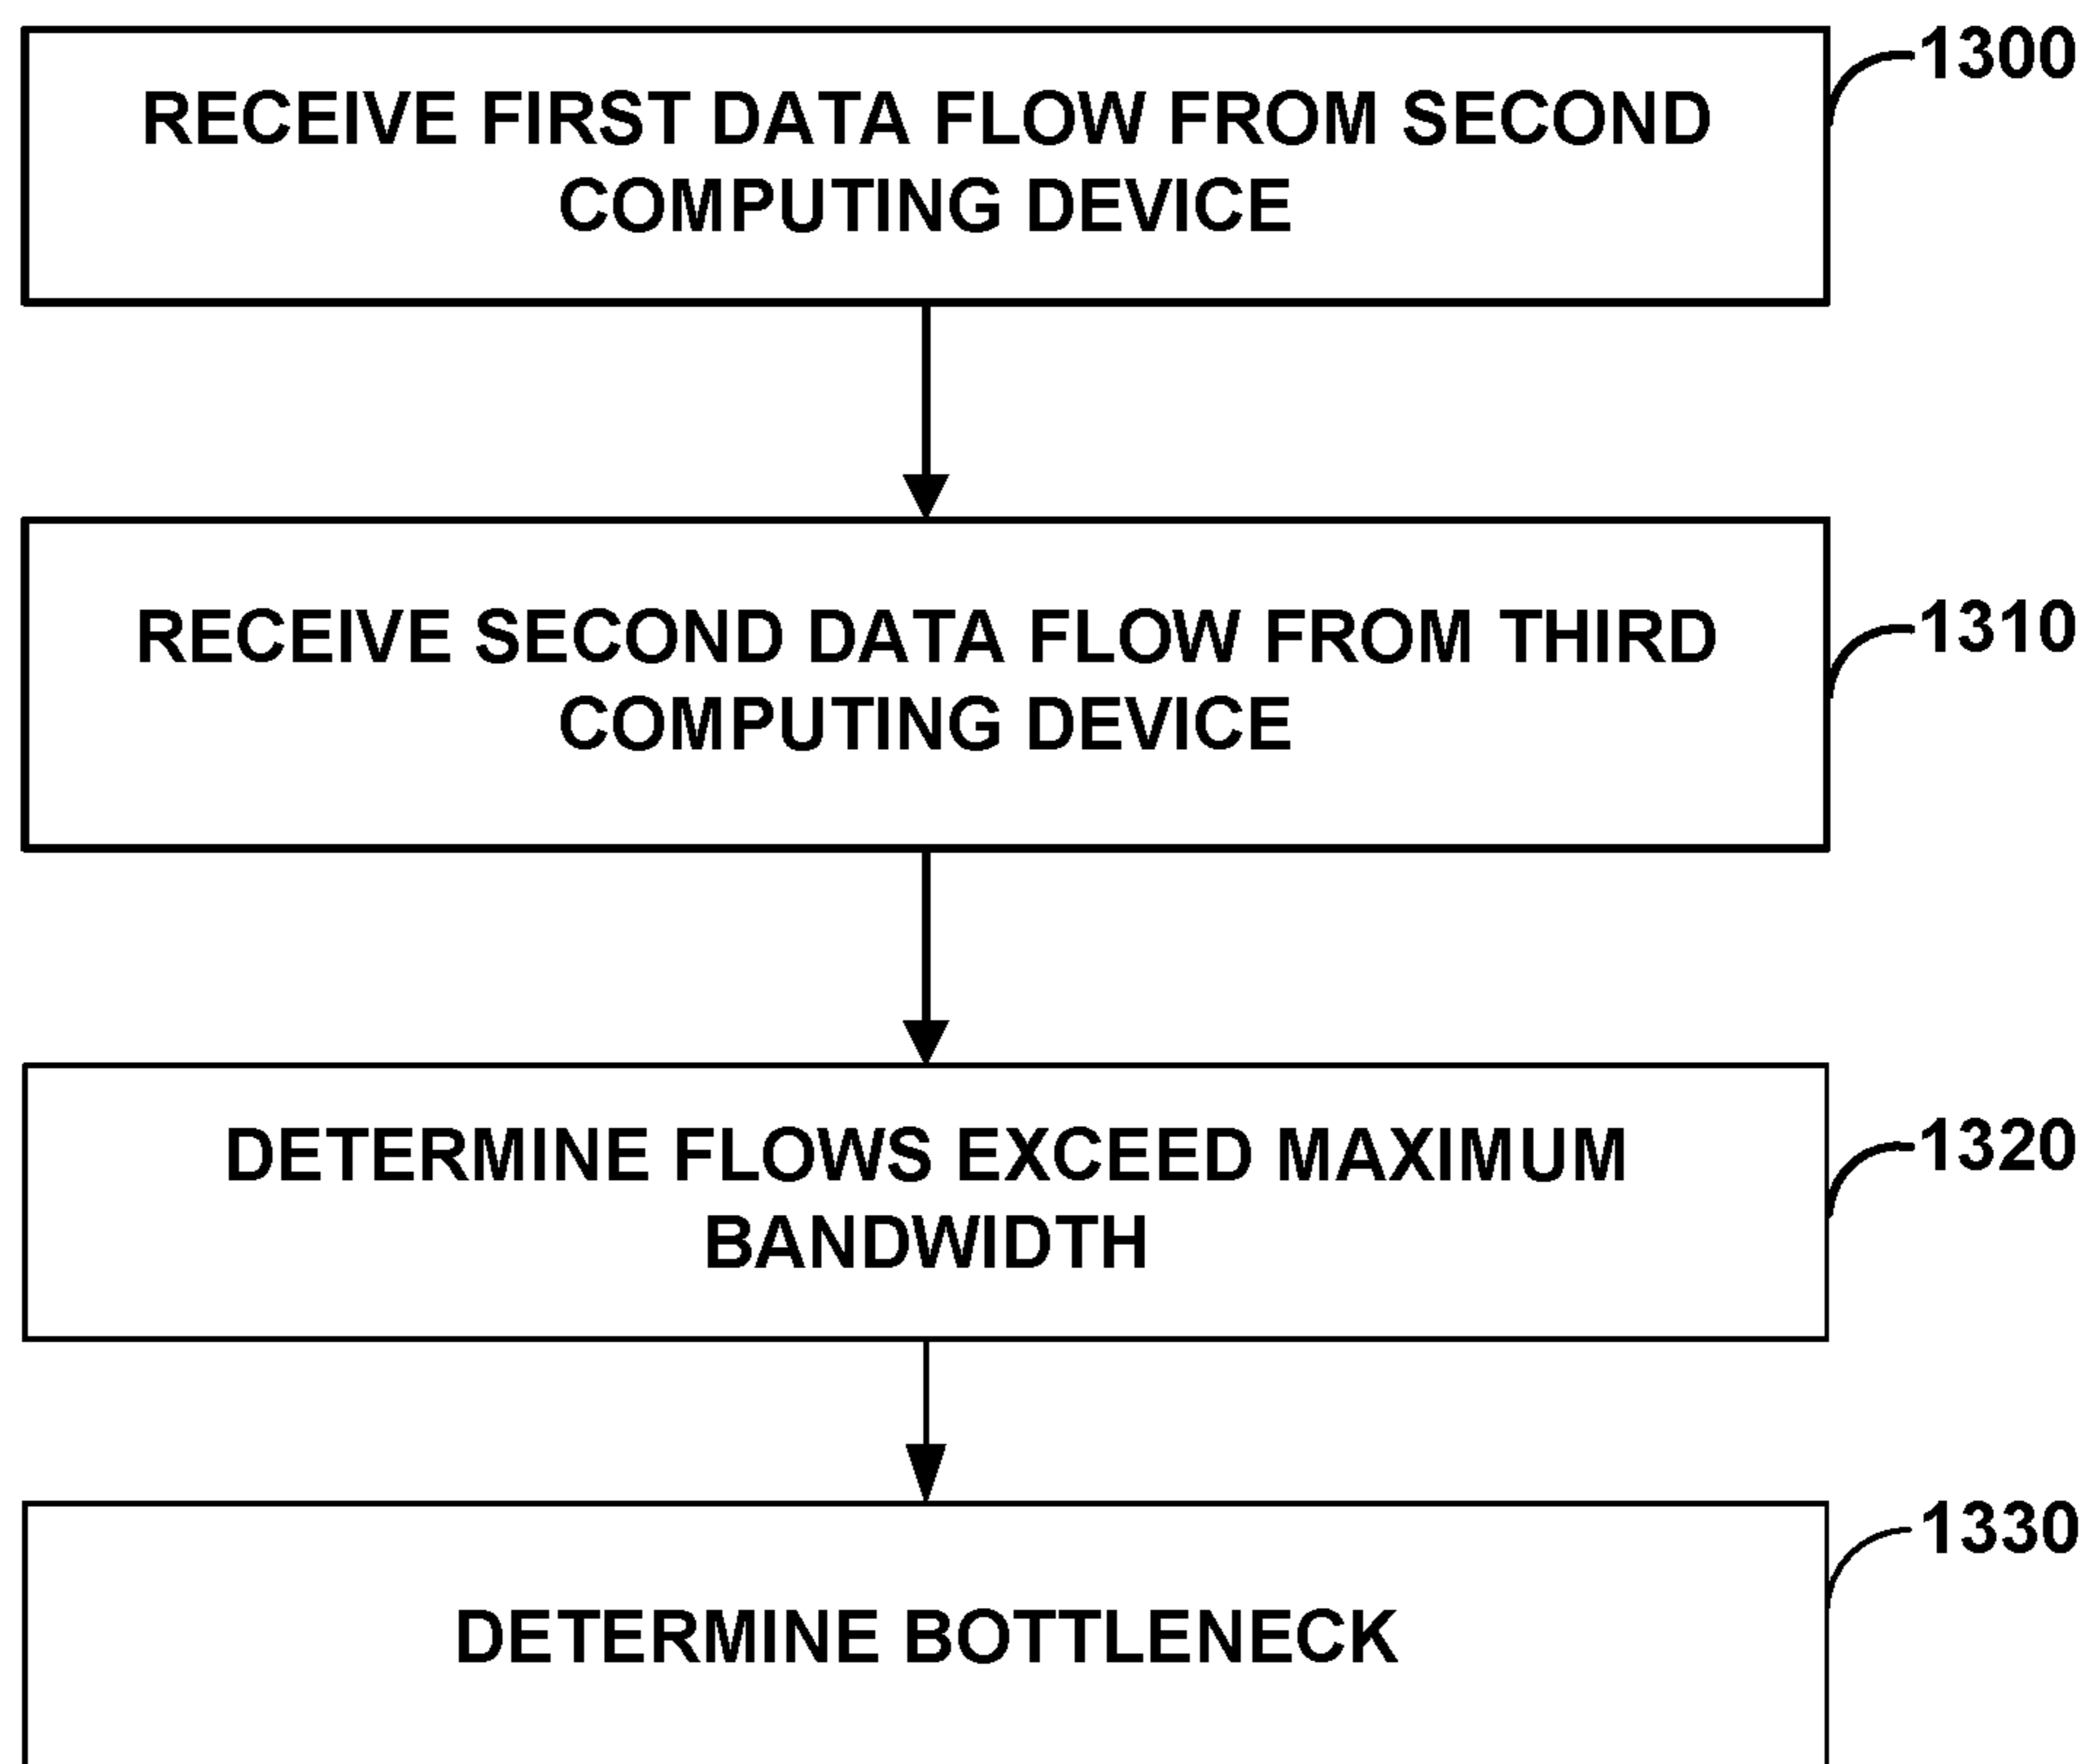 1300
RECEIVE FIRST DATA FLOW FROM SECOND
COMPUTING DEVICE
1310
RECEIVE SECOND DATA FLOW FROM THIRD
COMPUTING DEVICE
1320
DETERMINE FLOWS EXCEED MAXIMUM
BANDWIDTH
1330
DETERMINE BOTTLENECK